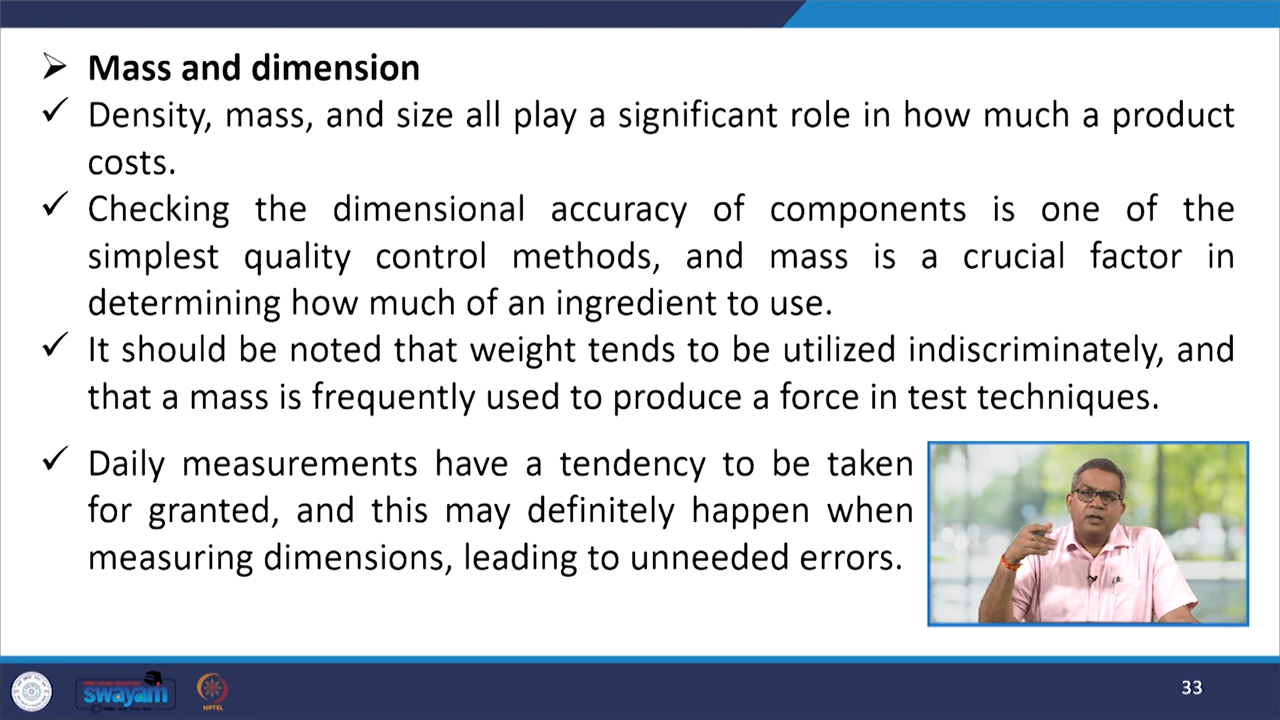 ➢ Mass and dimension
✓ Density, mass, and size all play a significant role in how much a product
costs.
✓ Checking the dimensional accuracy of components is one of the
simplest quality control methods, and mass is a crucial factor in
determining how much of an ingredient to use.
✓ It should be noted that weight tends to be utilized indiscriminately, and
that a mass is frequently used to produce a force in test techniques.
✓ Daily measurements have a tendency to be taken
for granted, and this may definitely happen when
measuring dimensions, leading to unneeded errors.
swayam
NPTEL
33